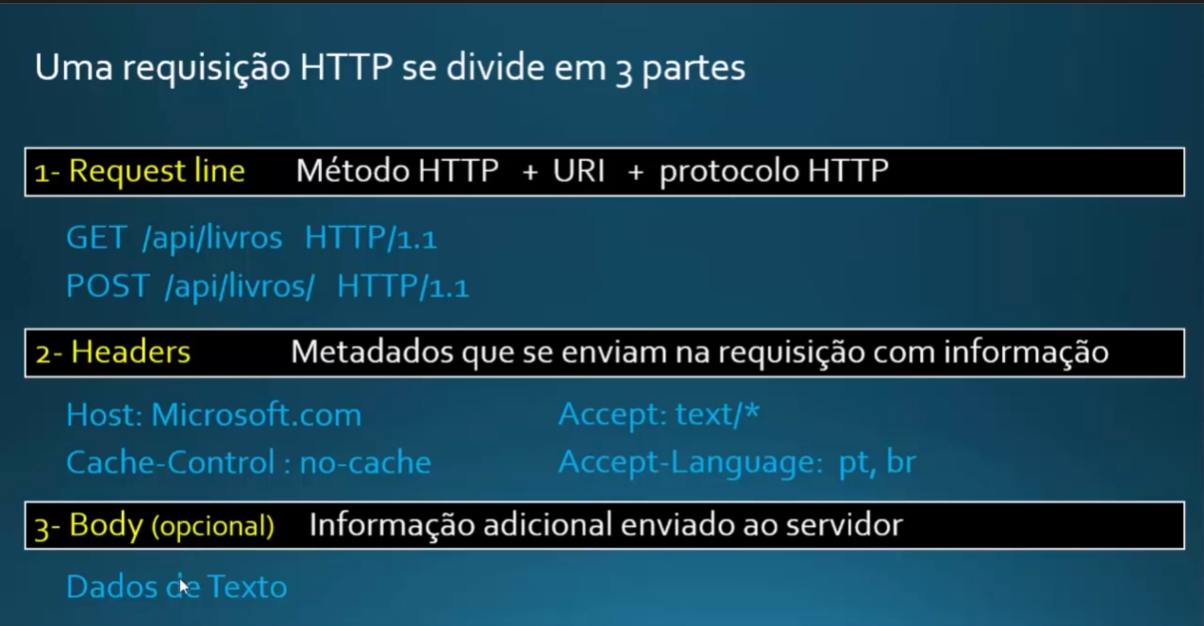 Uma requisição HTTP se divide em 3 partes
1- Request line Método HTTP + URI + protocolo HTTP
GET /api/livros HTTP/1.1
POST /api/livros/ HTTP/1.1
2- Headers Metadados que se enviam na requisição com informação
Host: Microsoft.com Accept: text/*
Cache-Control : no-cache Accept-Language: pt, br
3- Body (opcional) Informação adicional enviado ao servidor
Dados de Texto